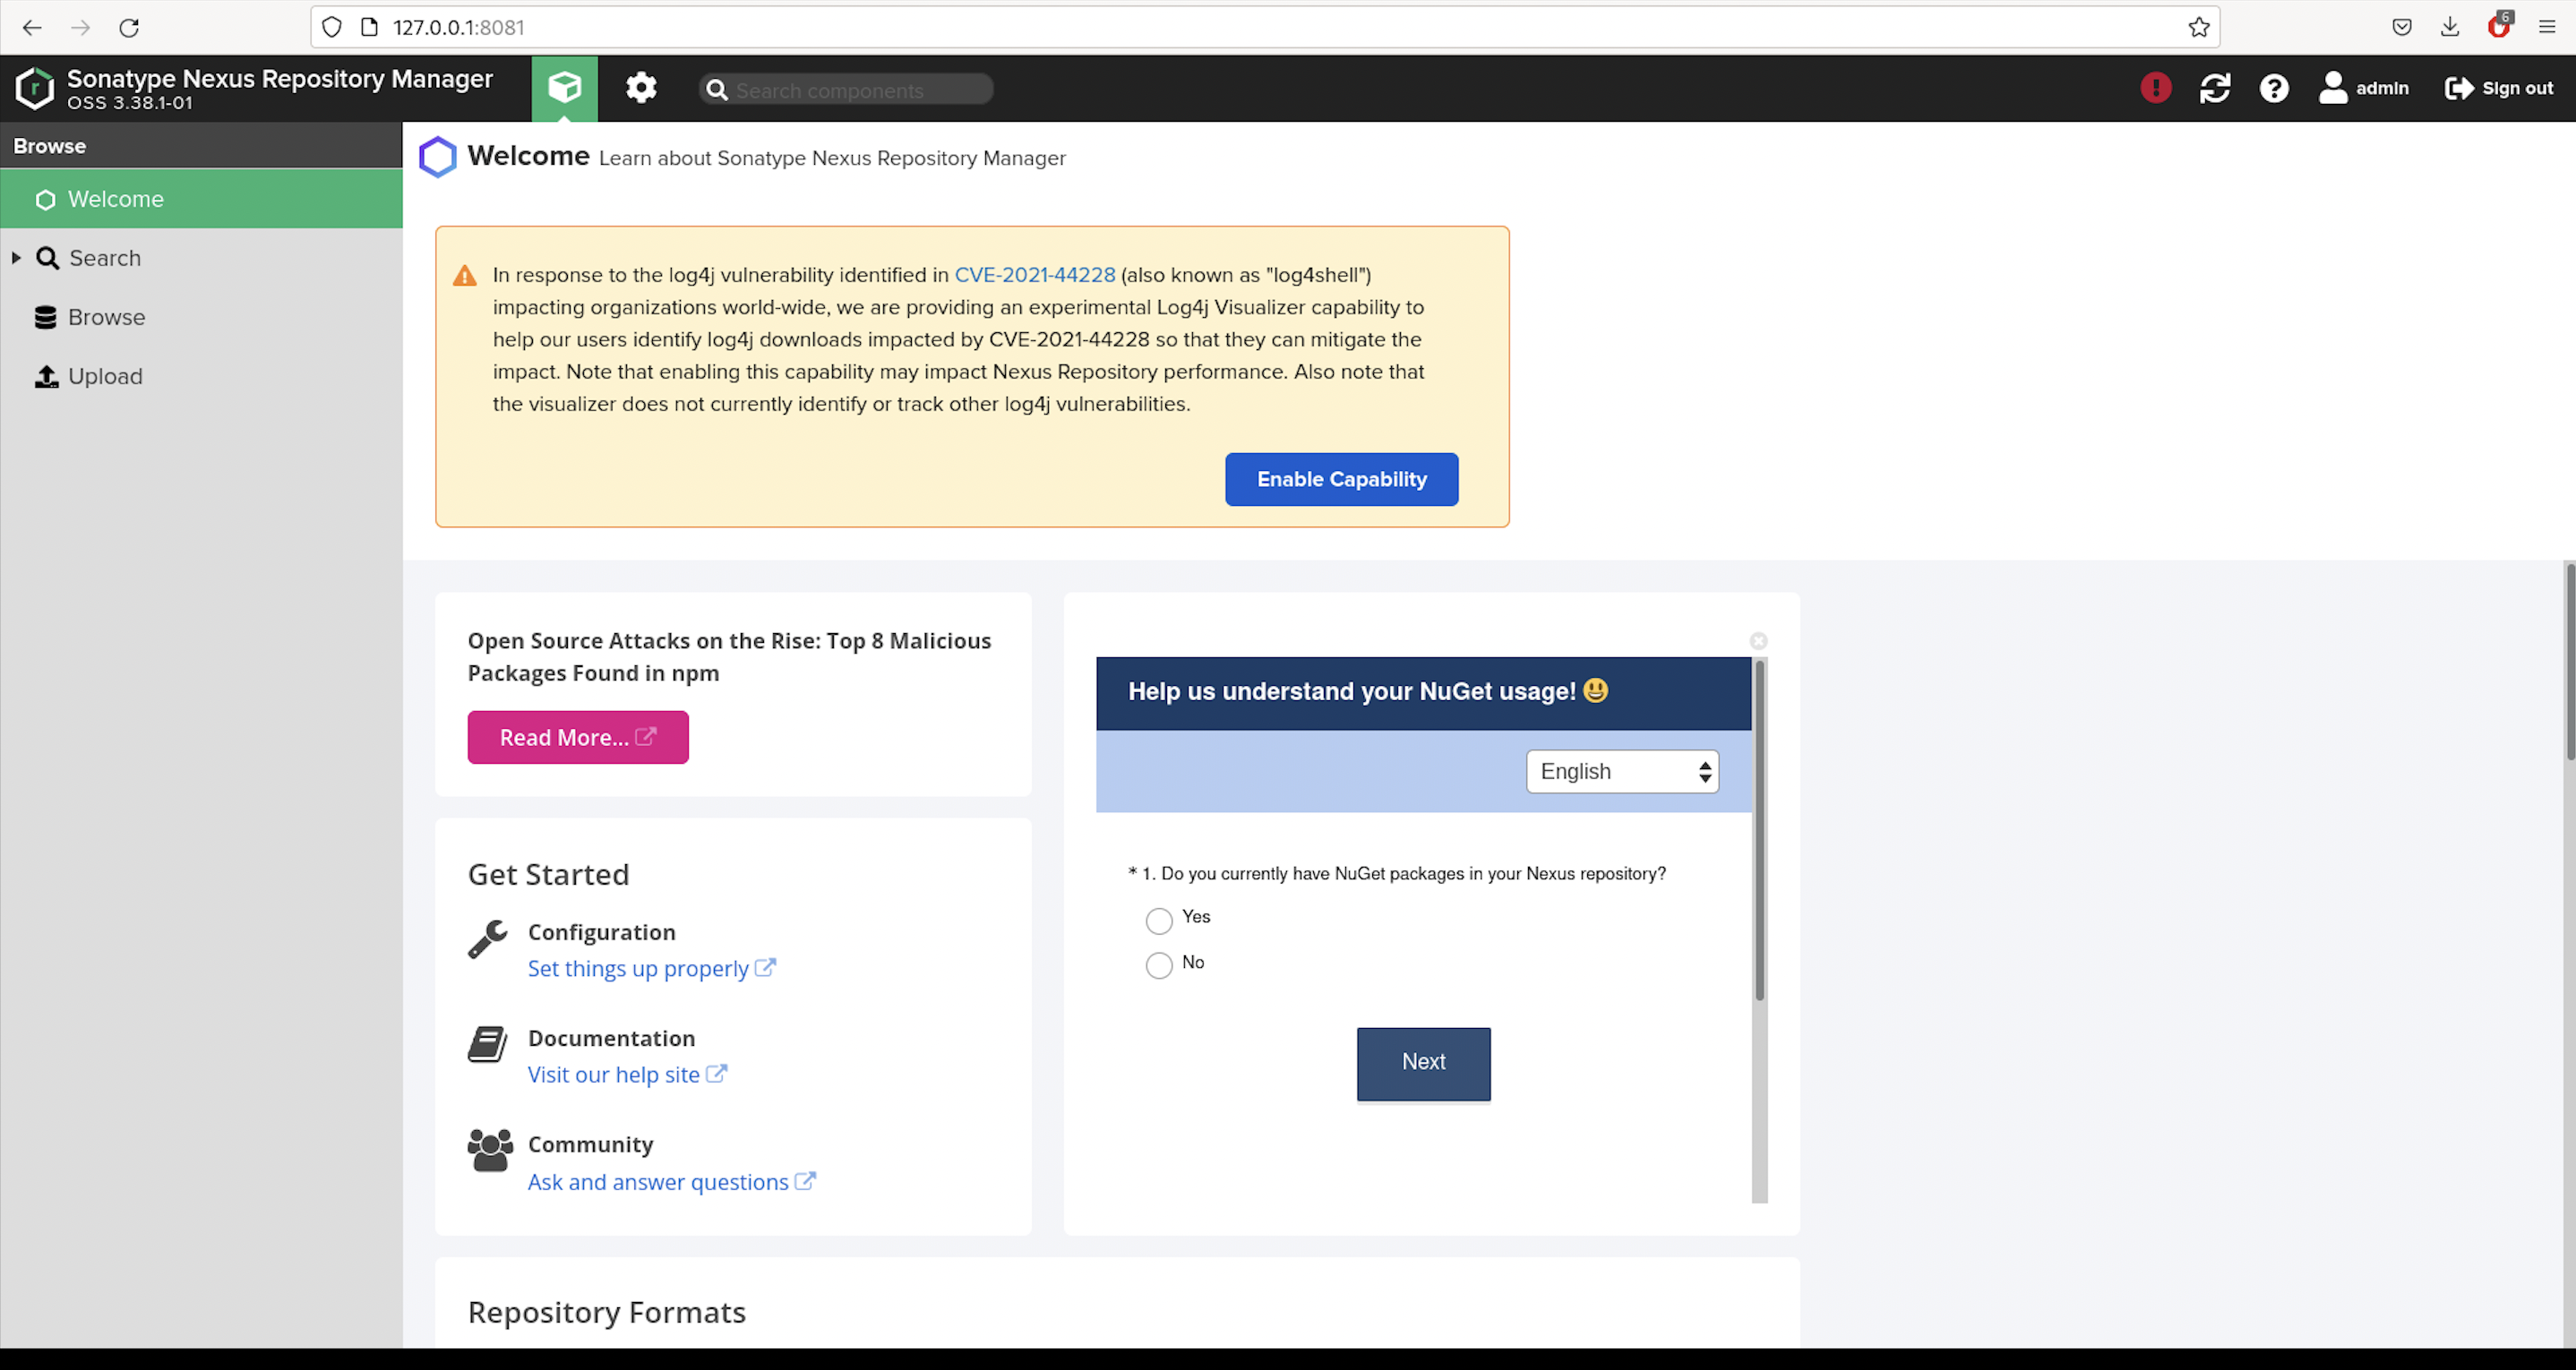 127.0.0.1:8081
6
Sonatype Nexus Repository Manager
OSS 3.38.1-01
Search components
admin
Sign out
Browse
Welcome
Search
Browse
Upload
Welcome Learn about Sonatype Nexus Repository Manager
In response to the log4j vulnerability identified in CVE-2021-44228 (also known as "log4shell")
impacting organizations world-wide, we are providing an experimental Log4j Visualizer capability to
help our users identify log4j downloads impacted by CVE-2021-44228 so that they can mitigate the
impact. Note that enabling this capability may impact Nexus Repository performance. Also note that
the visualizer does not currently identify or track other log4j vulnerabilities.
Enable Capability
Open Source Attacks on the Rise: Top 8 Malicious
Packages Found in npm
Read More...
Get Started
Configuration
Set things up properly
Documentation
Visit our help site
Community
Ask and answer questions
Help us understand your NuGet usage! 😃
English
* 1. Do you currently have NuGet packages in your Nexus repository?
Yes
No
Next
Repository Formats